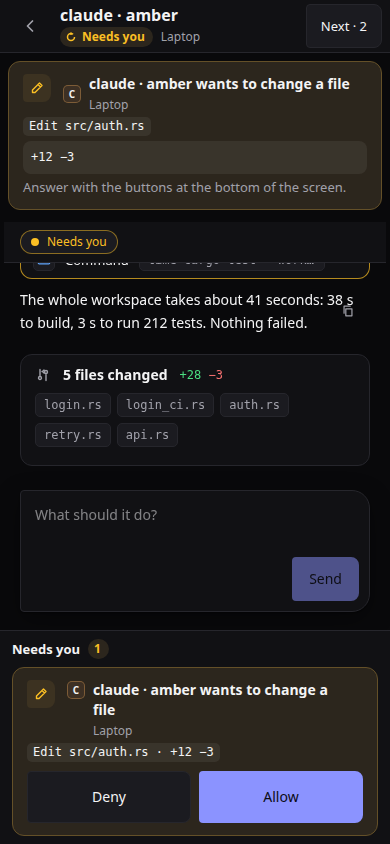 claude · amber
Needs you Laptop
Next · 2
C claude · amber wants to change a file
Laptop
Edit src/auth.rs
+12 −3
Answer with the buttons at the bottom of the screen.
Needs you
Command
The whole workspace takes about 41 seconds: 38 s
to build, 3 s to run 212 tests. Nothing failed.
5 files changed +28 −3
login.rs login_ci.rs auth.rs
retry.rs api.rs
What should it do?
Send
Needs you 1
C claude · amber wants to change a
file
Laptop
Edit src/auth.rs · +12 −3
Deny Allow